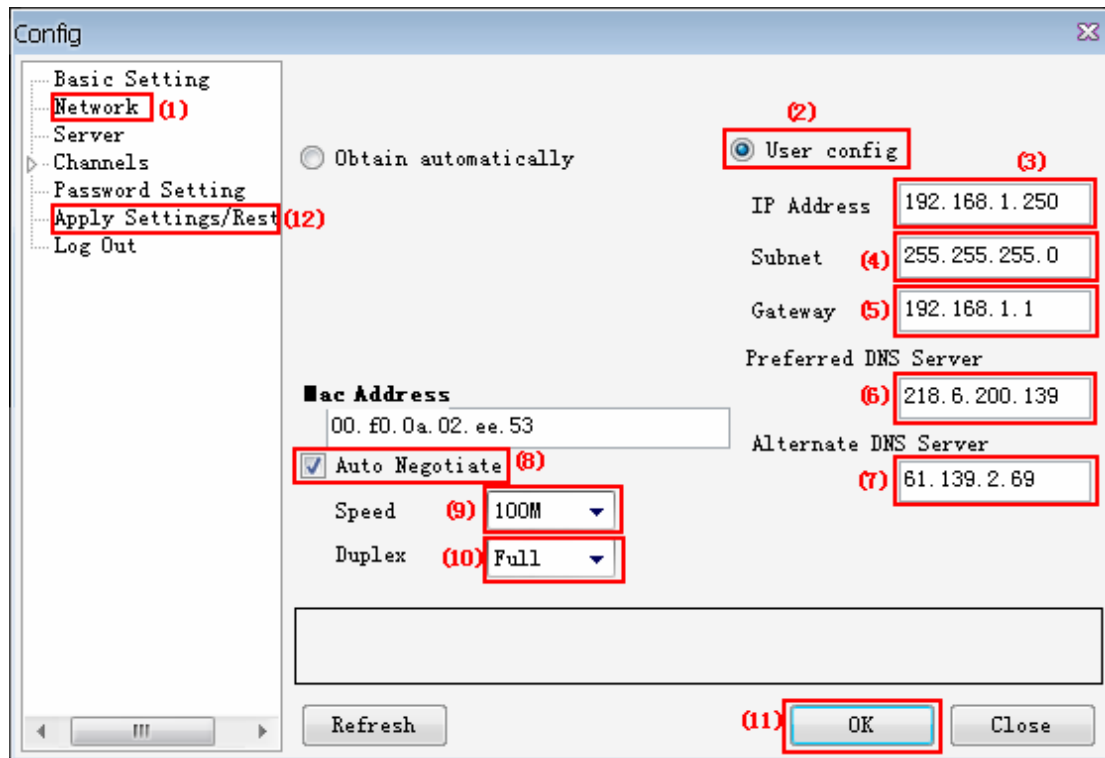 Config
Basic Setting
Network (1)
Server
Channels
Password Setting
Apply Settings/Rest (12)
Log Out
Obtain automatically
(2)
User config
(3)
IP Address 192.168.1.250
Subnet (4) 255.255.255.0
Gateway (5) 192.168.1.1
Preferred DNS Server
(6) 218.6.200.139
Alternate DNS Server
(7) 61.139.2.69
Mac Address
00.f0.0a.02.ee.53
Auto Negotiate (8)
Speed (9) 100M
Duplex (10) Full
Refresh
(11) OK
Close